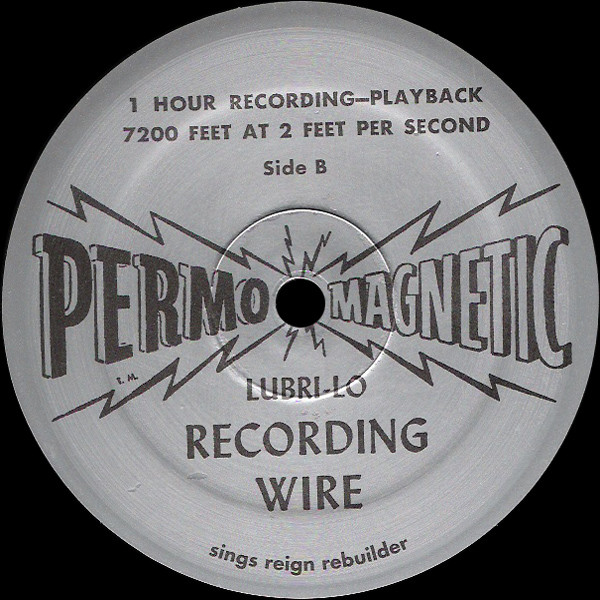 1 HOUR RECORDING—PLAYBACK
7200 FEET AT 2 FEET PER SECOND
Side B
PERMO MAGNETIC
T. M.
LUBRI-LO
RECORDING
WIRE
sings reign rebuilder